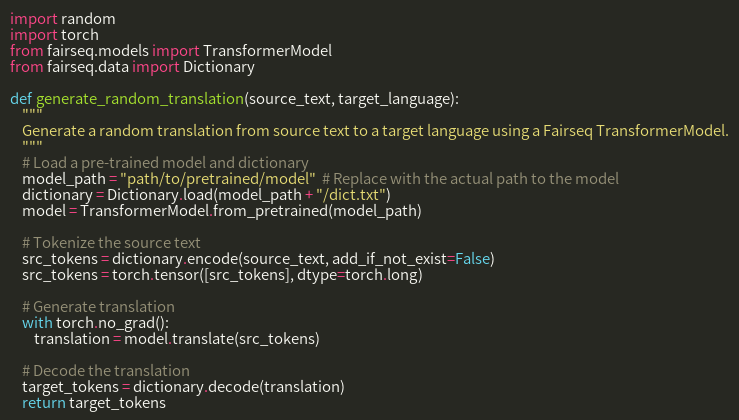 import random
import torch
from fairseq.models import TransformerModel
from fairseq.data import Dictionary

def generate_random_translation(source_text, target_language):
    """
    Generate a random translation from source text to a target language using a Fairseq TransformerModel.
    """
    # Load a pre-trained model and dictionary
    model_path = "path/to/pretrained/model"  # Replace with the actual path to the model
    dictionary = Dictionary.load(model_path + "/dict.txt")
    model = TransformerModel.from_pretrained(model_path)

    # Tokenize the source text
    src_tokens = dictionary.encode(source_text, add_if_not_exist=False)
    src_tokens = torch.tensor([src_tokens], dtype=torch.long)

    # Generate translation
    with torch.no_grad():
        translation = model.translate(src_tokens)

    # Decode the translation
    target_tokens = dictionary.decode(translation)
    return target_tokens